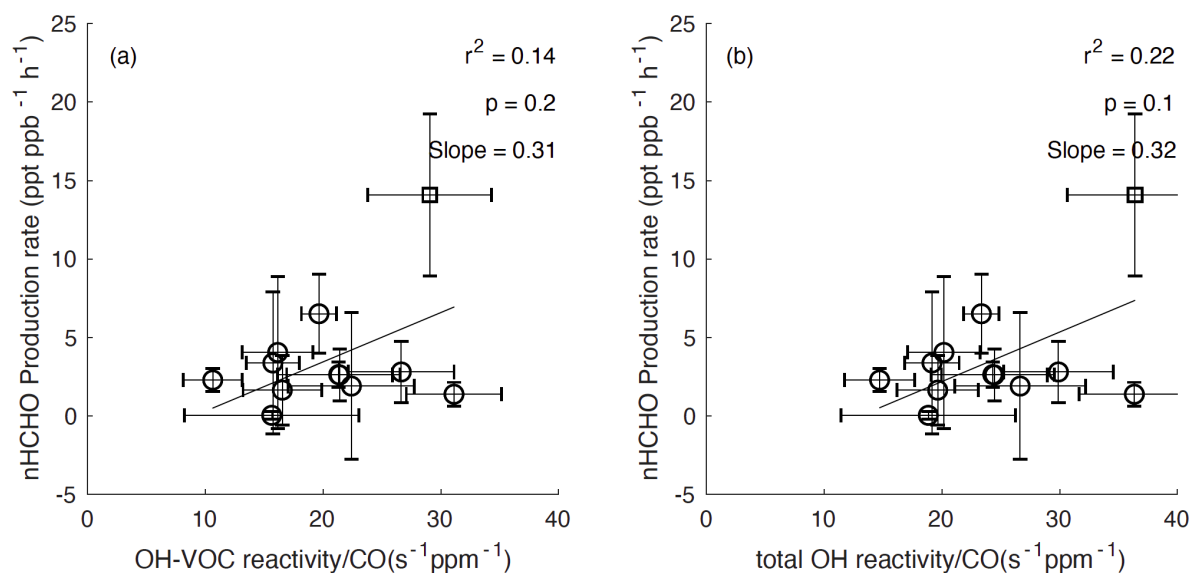 25
20
15
10
5
0
-5
nHCHO Production rate (ppt ppb⁻¹ h⁻¹)
(a)
r² = 0.14
p = 0.2
Slope = 0.31
0 10 20 30 40
OH-VOC reactivity/CO(s⁻¹ppm⁻¹)
25
20
15
10
5
0
-5
nHCHO Production rate (ppt ppb⁻¹ h⁻¹)
(b)
r² = 0.22
p = 0.1
Slope = 0.32
0 10 20 30 40
total OH reactivity/CO(s⁻¹ppm⁻¹)